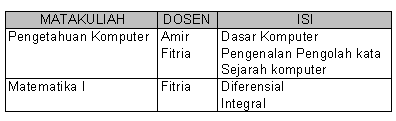 MATAKULIAH DOSEN ISI
Pengetahuan Komputer Amir Dasar Komputer
Fitria Pengenalan Pengolah kata
Sejarah komputer
Matematika I Fitria Diferensial
Integral